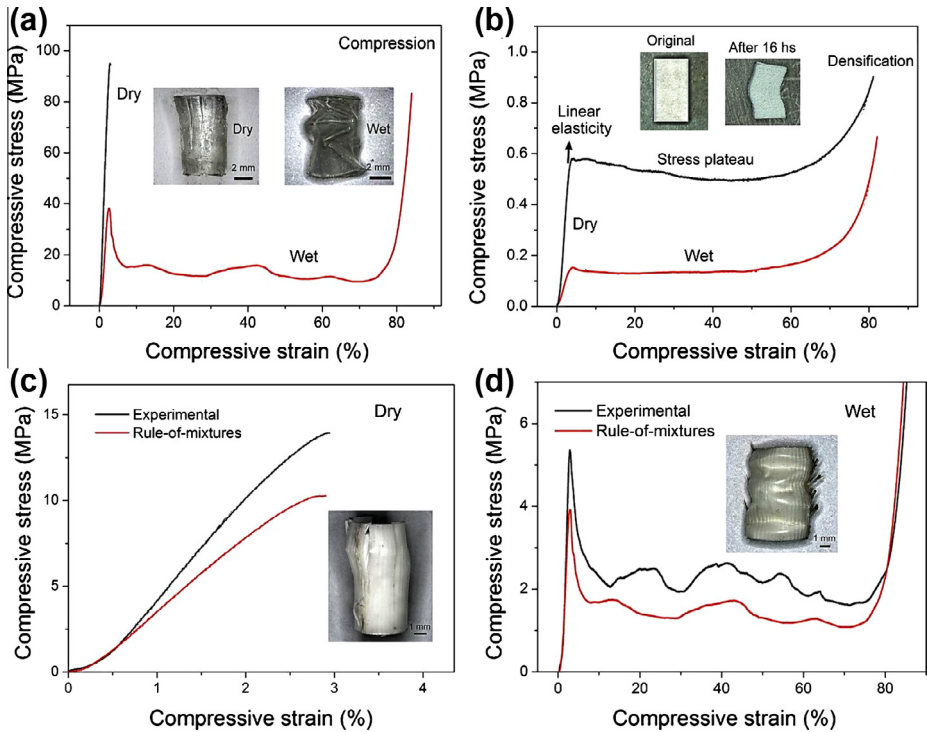 (a)
Compressive stress (MPa)
100
80
60
40
20
0
Compression
Dry
Dry
2 mm
Wet
2 mm
Wet
0 20 40 60 80
Compressive strain (%)
(b)
Compressive stress (MPa)
1.0
0.8
0.6
0.4
0.2
0.0
Original
After 16 hs
Densification
Linear
elasticity
Stress plateau
Dry
Wet
0 20 40 60 80
Compressive strain (%)
(c)
Compressive stress (MPa)
15
10
5
0
Experimental
Rule-of-mixtures
Dry
1 mm
0 1 2 3 4
Compressive strain (%)
(d)
Compressive stress (MPa)
6
4
2
0
Experimental
Rule-of-mixtures
Wet
1 mm
0 20 40 60 80
Compressive strain (%)